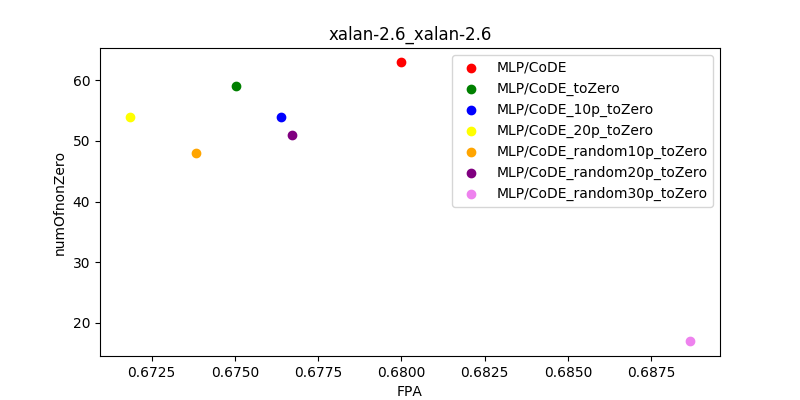 xalan-2.6_xalan-2.6
MLP/CoDE
MLP/CoDE_toZero
MLP/CoDE_10p_toZero
MLP/CoDE_20p_toZero
MLP/CoDE_random10p_toZero
MLP/CoDE_random20p_toZero
MLP/CoDE_random30p_toZero
numOfnonZero
60
50
40
30
20
0.6725 0.6750 0.6775 0.6800 0.6825 0.6850 0.6875
FPA